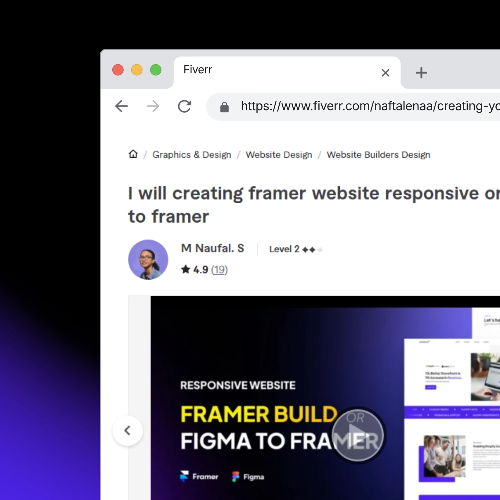 Fiverr
https://www.fiverr.com/naftalenaa/creating-yo
/ Graphics & Design / Website Design / Website Builders Design
I will creating framer website responsive or
to framer
M Naufal. S Level 2
4.9 (19)
RESPONSIVE WEBSITE
FRAMER BUILD OR
FIGMA TO FRAMER
Framer Figma